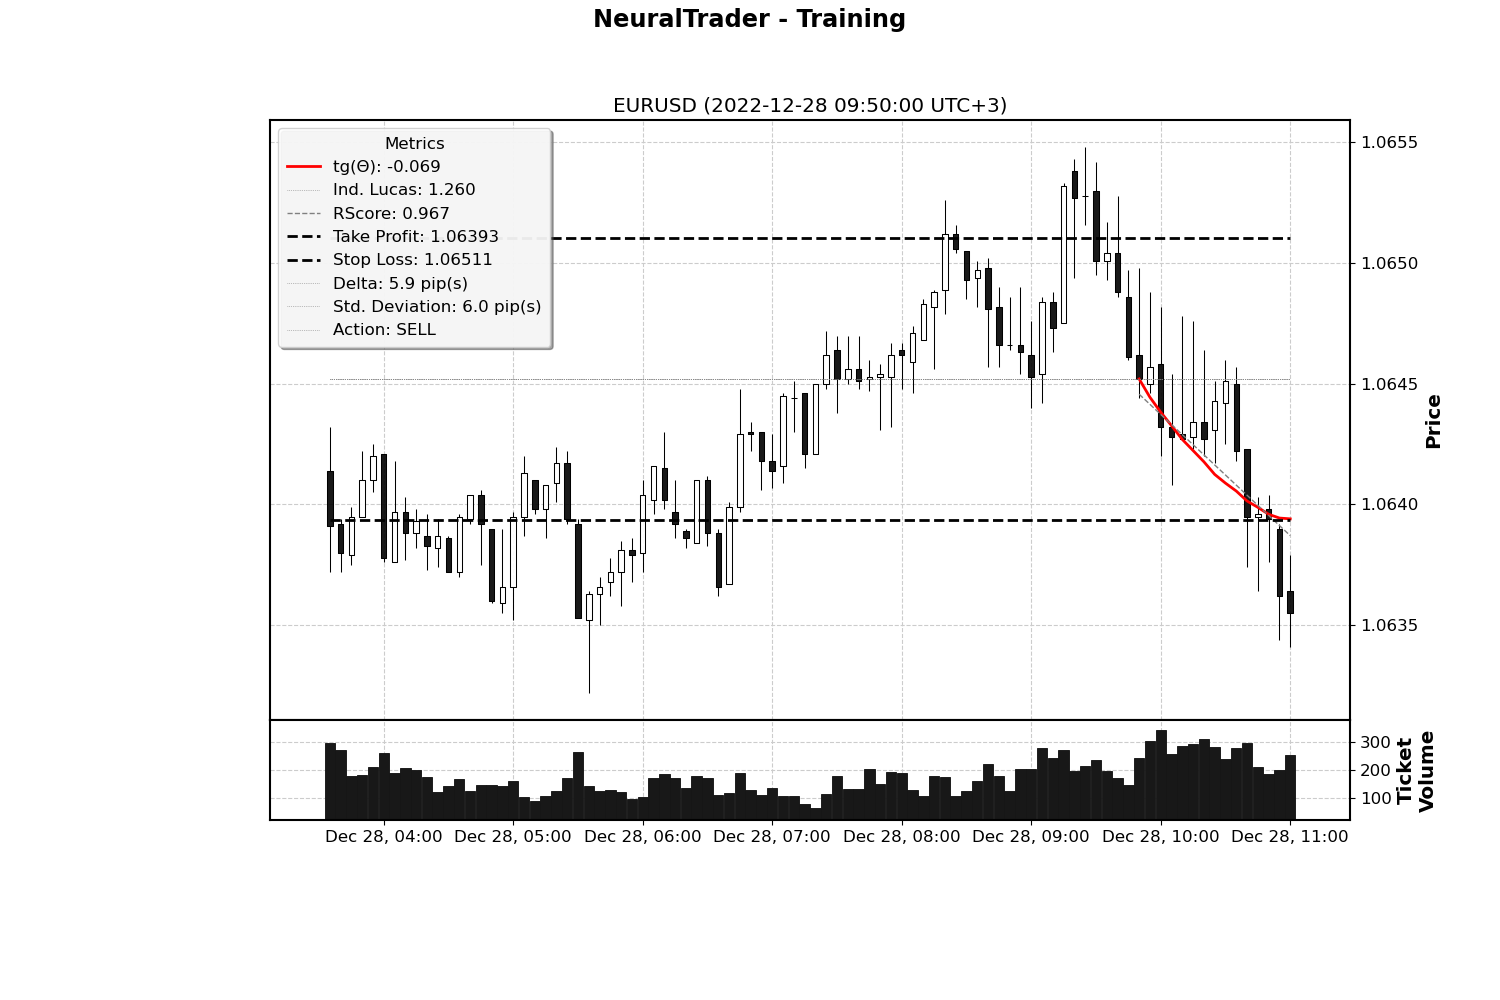 NeuralTrader - Training
EURUSD (2022-12-28 09:50:00 UTC+3)
Metrics
tg(Θ): -0.069
Ind. Lucas: 1.260
RScore: 0.967
Take Profit: 1.06393
Stop Loss: 1.06511
Delta: 5.9 pip(s)
Std. Deviation: 6.0 pip(s)
Action: SELL
1.0655
1.0650
1.0645
1.0640
1.0635
Price
300
200
100
Ticket
Volume
Dec 28, 04:00
Dec 28, 05:00
Dec 28, 06:00
Dec 28, 07:00
Dec 28, 08:00
Dec 28, 09:00
Dec 28, 10:00
Dec 28, 11:00